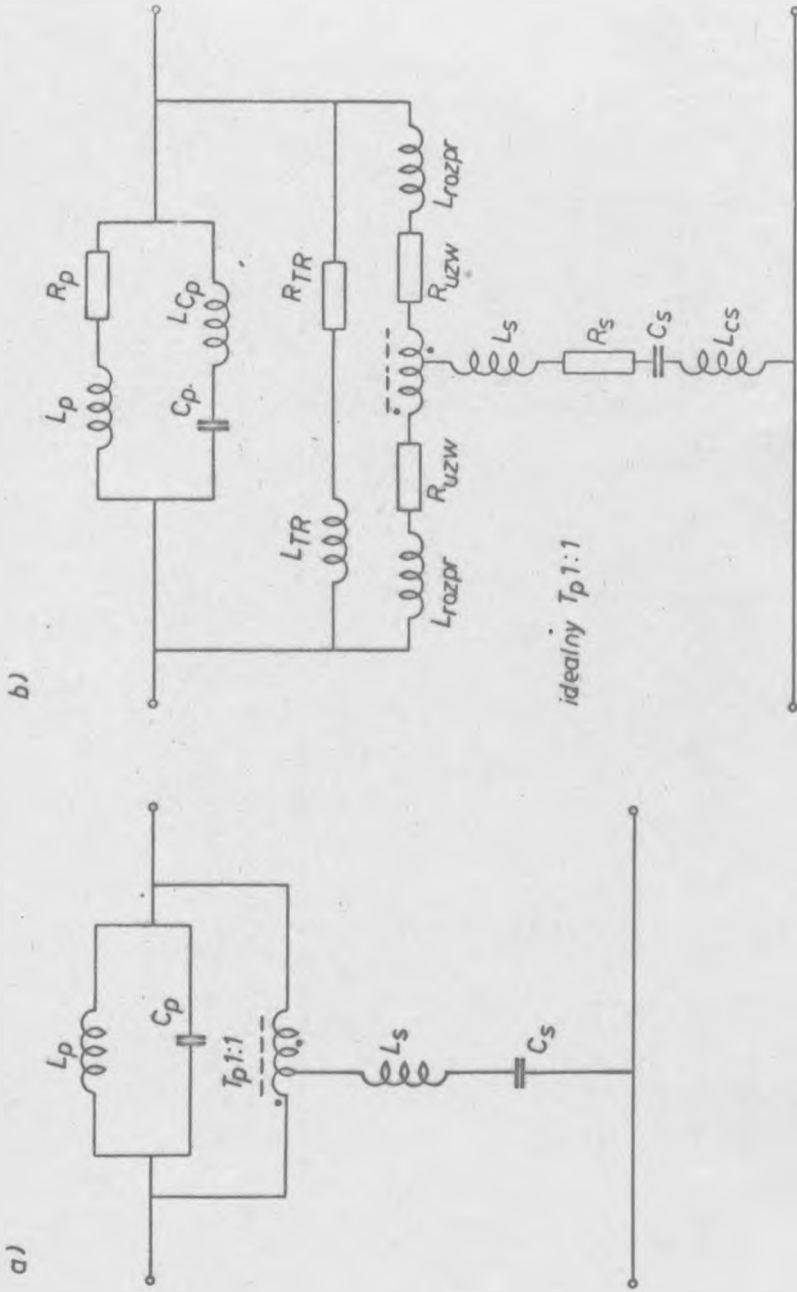 a)
Lp
Cp
Tp 1:1
Ls
Cs
b)
Lp
Rp
Cp
LCp
LTR
RTR
Lrozpr
Ruzw
Ruzw
Lrozpr
Ls
Rs
Cs
Lcs
idealny Tp 1:1